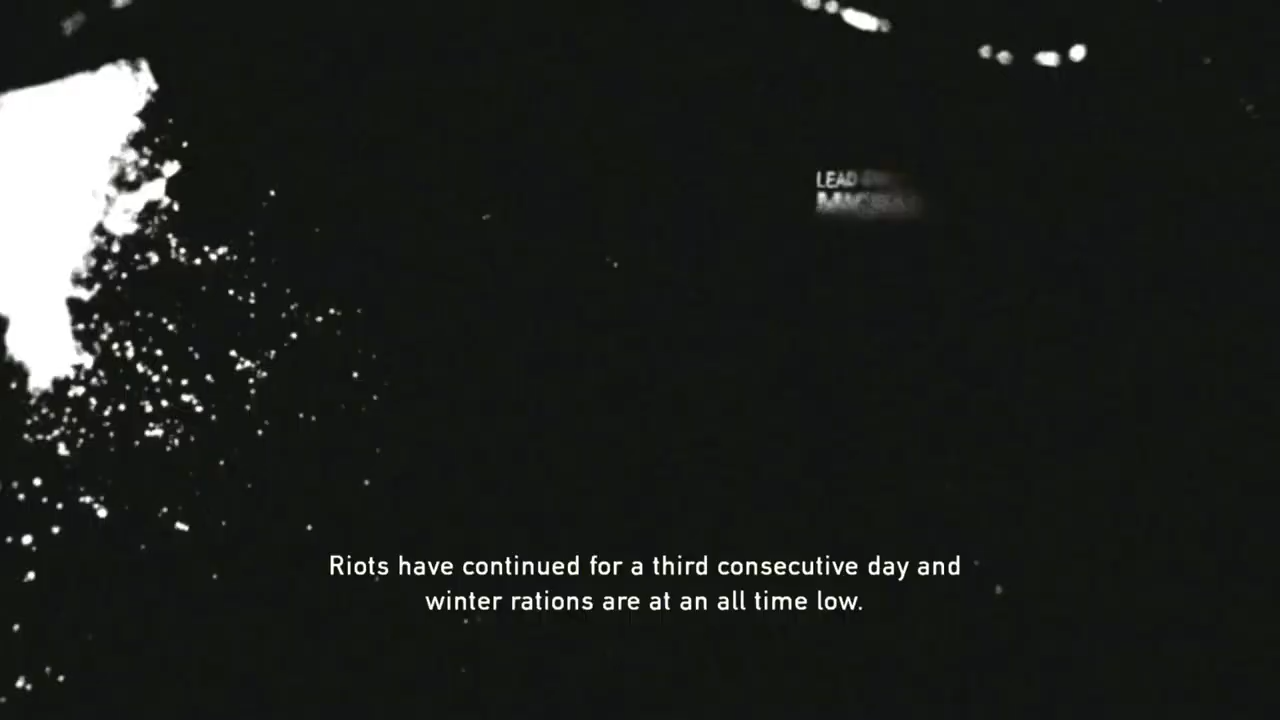 LEAD
Riots have continued for a third consecutive day and
winter rations are at an all time low.